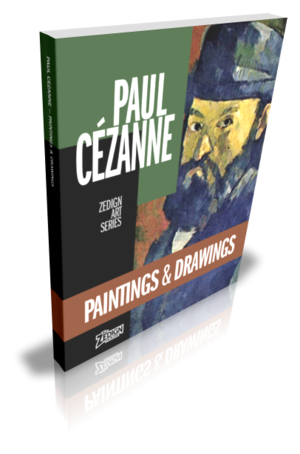 PAUL CÉZANNE – PAINTINGS & DRAWINGS
PAUL
CÉZANNE
ZEDIGN
ART
SERIES
PAINTINGS & DRAWINGS
ZEDIGN